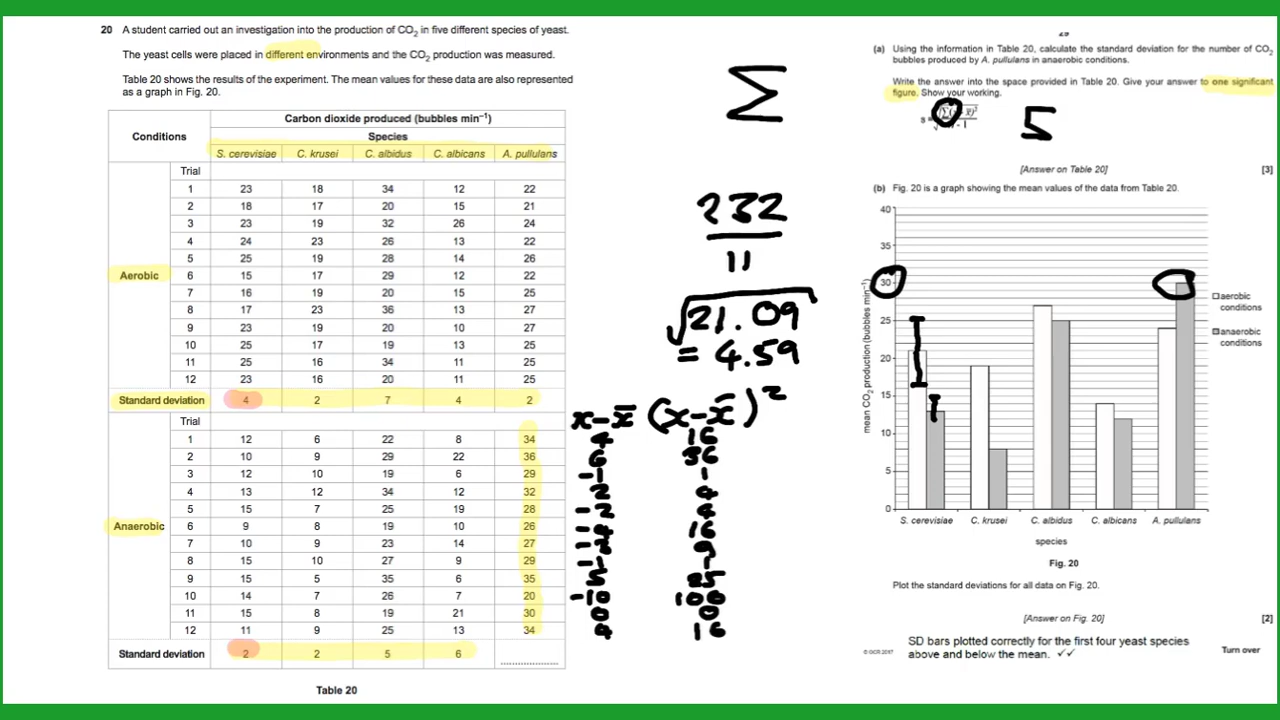 20 A student carried out an investigation into the production of CO₂ in five different species of yeast.
The yeast cells were placed in different environments and the CO₂ production was measured.
Table 20 shows the results of the experiment. The mean values for these data are also represented
as a graph in Fig. 20.
Carbon dioxide produced (bubbles min⁻¹)
Conditions
Species
S. cerevisiae C. krusei C. albidus C. albicans A. pullulans
Trial
1 23 18 34 12 22
2 18 17 20 15 21
3 23 19 32 26 24
4 24 23 26 13 22
5 25 19 28 14 26
Aerobic 6 15 17 29 12 22
7 16 19 20 15 25
8 17 23 36 13 27
9 23 19 20 10 27
10 25 17 19 13 25
11 25 16 34 11 25
12 23 16 20 11 25
Standard deviation 4 2 7 4 2
Trial
1 12 6 22 8 34
2 10 9 29 22 36
3 12 10 19 6 29
4 13 12 34 12 32
5 15 7 25 19 28
Anaerobic 6 9 8 19 10 26
7 10 9 23 14 27
8 15 10 27 9 29
9 15 5 35 6 35
10 14 7 26 7 20
11 15 8 19 21 30
12 11 9 25 13 34
Standard deviation 2 2 5 6 ....................
Table 20
Σ
232
11
√21.09
= 4.59
x-x̄ (x-x̄)²
4 16
6 36
-1 1
2 4
-2 4
-4 16
9
-1 1
5 25
-10 100
0 0
4 16
(a) Using the information in Table 20, calculate the standard deviation for the number of CO₂
bubbles produced by A. pullulans in anaerobic conditions.
Write the answer into the space provided in Table 20. Give your answer to one significant
figure. Show your working.
5
[Answer on Table 20] [3]
(b) Fig. 20 is a graph showing the mean values of the data from Table 20.
40
35
30
25
20
15
10
5
0
mean CO₂ production (bubbles min⁻¹)
aerobic
conditions
anaerobic
conditions
S. cerevisiae C. krusei C. albidus C. albicans A. pullulans
species
Fig. 20
Plot the standard deviations for all data on Fig. 20.
[Answer on Fig. 20] [2]
SD bars plotted correctly for the first four yeast species
above and below the mean. ✓✓
© OCR 2017 Turn over